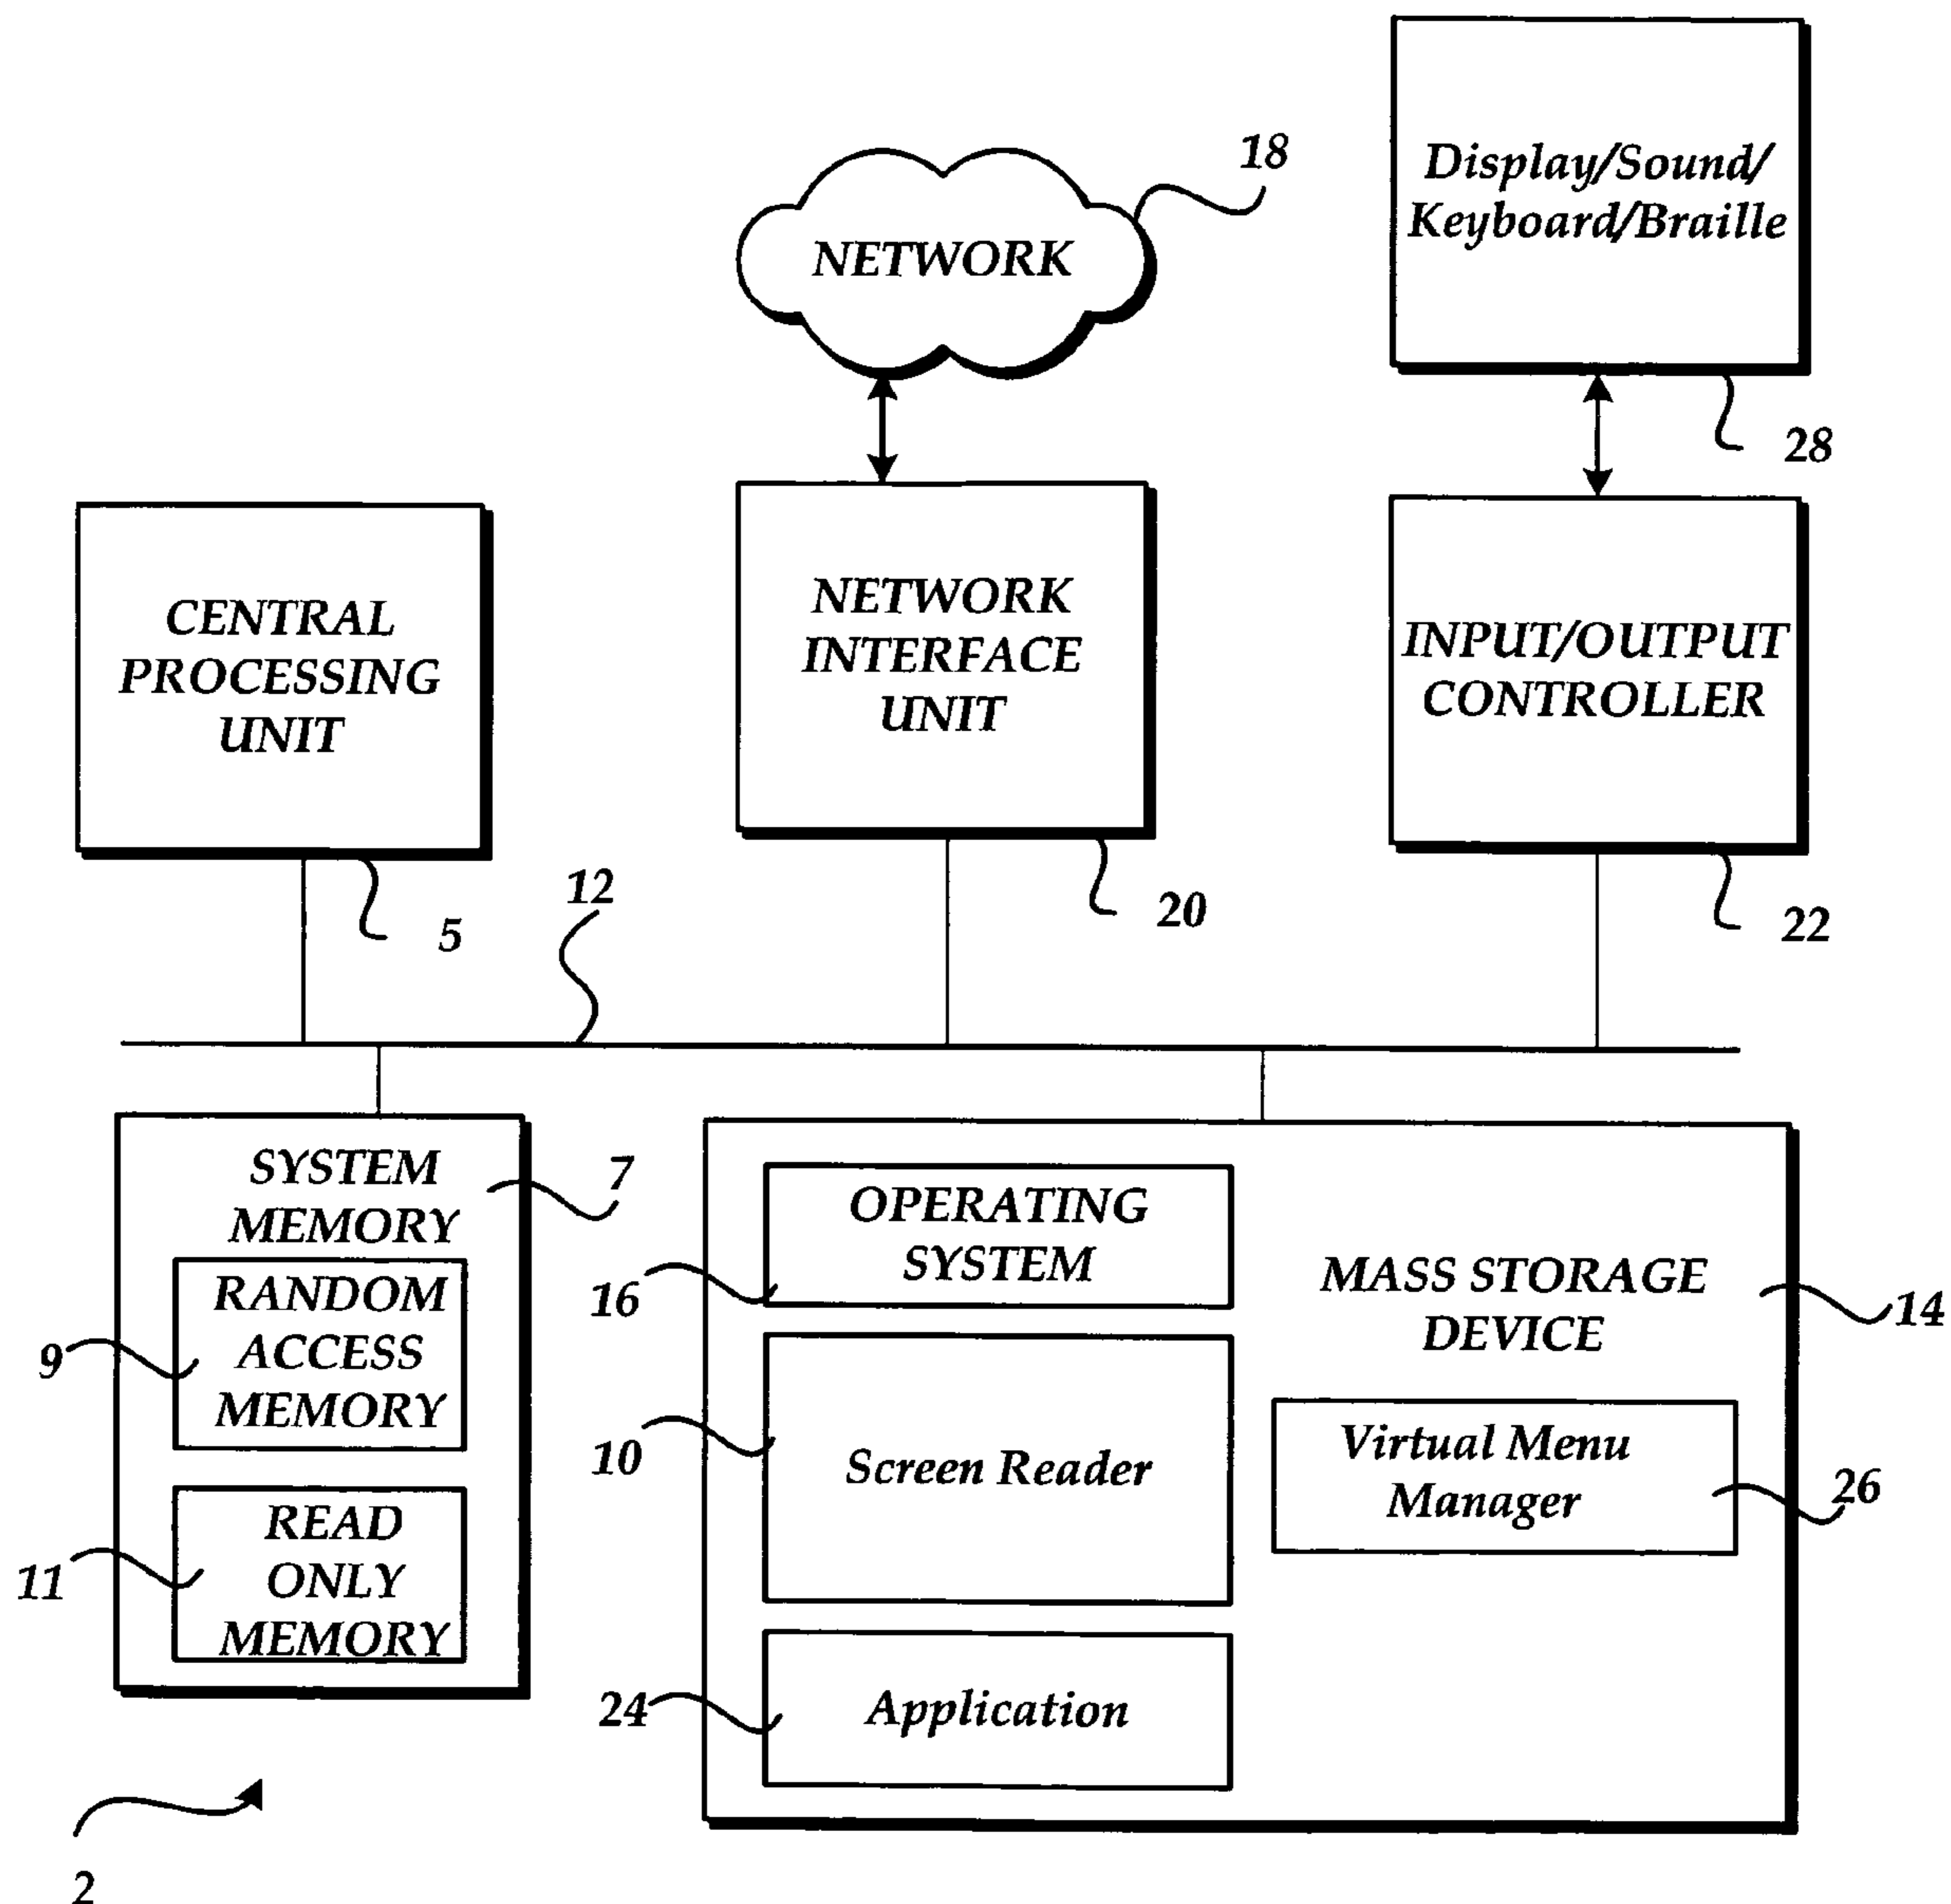 Display/Sound/
Keyboard/Braille
28
18
NETWORK
CENTRAL
PROCESSING
UNIT
5
NETWORK
INTERFACE
UNIT
20
INPUT/OUTPUT
CONTROLLER
22
12
SYSTEM
MEMORY
7
RANDOM
ACCESS
MEMORY
9
READ
ONLY
MEMORY
11
OPERATING
SYSTEM
16
MASS STORAGE
DEVICE
14
Screen Reader
10
Virtual Menu
Manager
26
Application
24
2